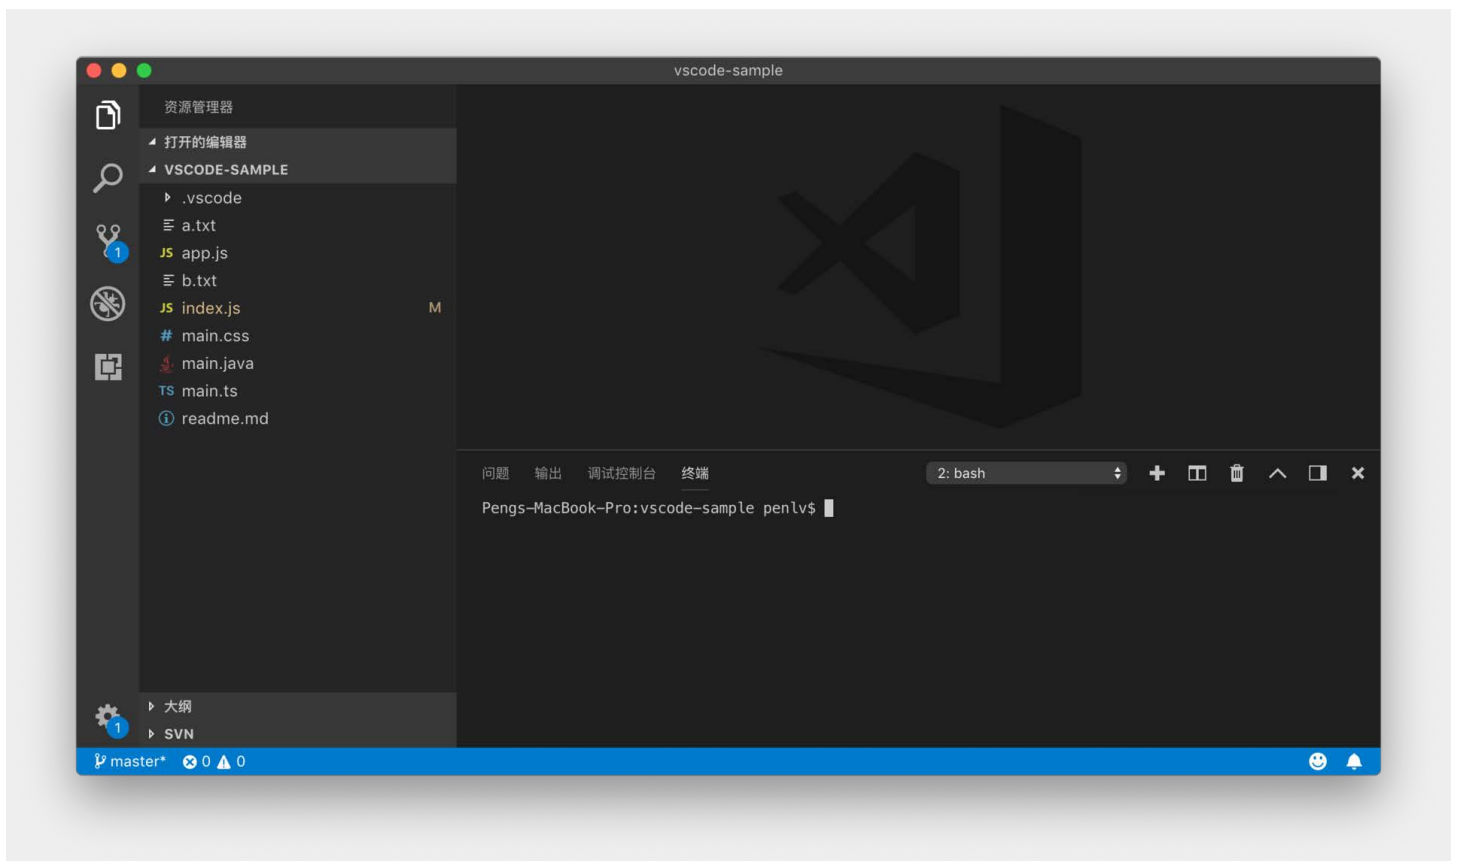 vscode-sample
资源管理器
打开的编辑器
VSCODE-SAMPLE
.vscode
a.txt
JS app.js
b.txt
JS index.js M
# main.css
main.java
TS main.ts
readme.md
问题 输出 调试控制台 终端 2: bash
Pengs-MacBook-Pro:vscode-sample penlv$
1
1
大纲
SVN
master* 0 0